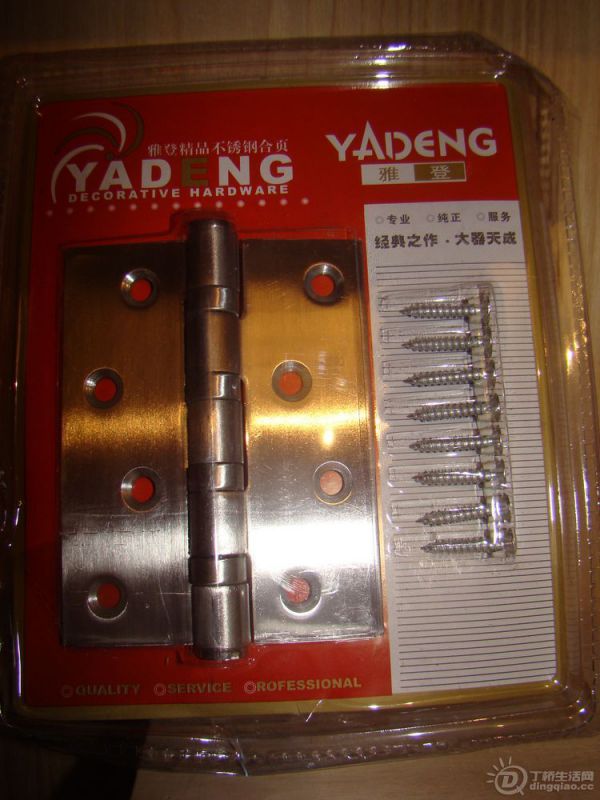 雅登精品不锈钢合页
YADENG
DECORATIVE HARDWARE
YADENG
雅 登
专业 纯正 服务
经典之作·大器天成
QUALITY SERVICE ROFESSIONAL
丁桥生活网
dingqiao.cc